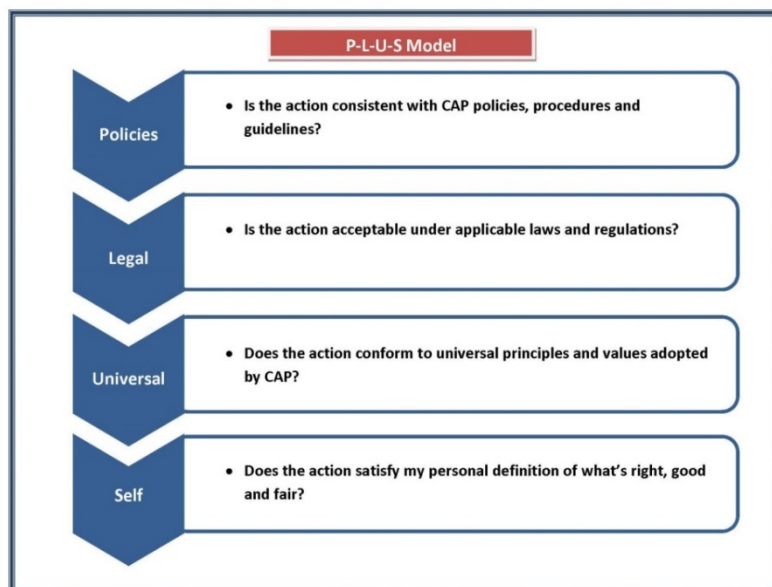 P-L-U-S Model
Policies
• Is the action consistent with CAP policies, procedures and
guidelines?
Legal
• Is the action acceptable under applicable laws and regulations?
Universal
• Does the action conform to universal principles and values adopted
by CAP?
Self
• Does the action satisfy my personal definition of what’s right, good
and fair?